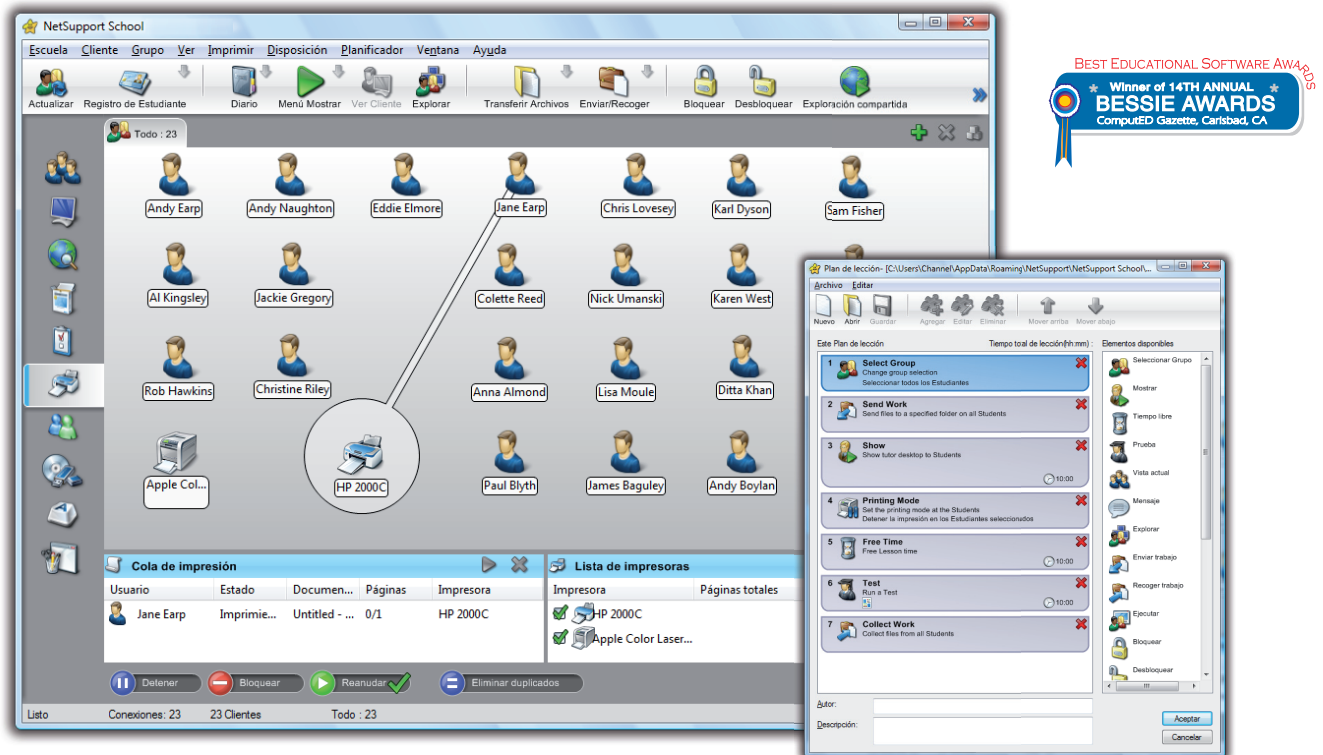 NetSupport School
Escuela Cliente Grupo Ver Imprimir Disposición Planificador Ventana Ayuda
Actualizar Registro de Estudiante Diario Menú Mostrar Ver Cliente Explorar Transferir Archivos Enviar/Recoger Bloquear Desbloquear Exploración compartida
Todo : 23
Andy Earp Andy Naughton Eddie Elmore Jane Earp Chris Lovesey Karl Dyson Sam Fisher
Al Kingsley Jackie Gregory Colette Reed Nick Umanski Karen West
Rob Hawkins Christine Riley Anna Almond Lisa Moule Ditta Khan
Apple Col... HP 2000C Paul Blyth James Baguley Andy Boylan
Cola de impresión
Usuario Estado Documen... Páginas Impresora
Jane Earp Imprimie... Untitled - ... 0/1 HP 2000C
Lista de impresoras
Impresora Páginas totales
HP 2000C
Apple Color Laser...
Detener Bloquear Reanudar Eliminar duplicados
Listo Conexiones: 23 23 Clientes Todo : 23
BEST EDUCATIONAL SOFTWARE AWARDS
Winner of 14TH ANNUAL
BESSIE AWARDS
ComputED Gazette, Carlsbad, CA
Plan de lección- [C:\Users\Channel\AppData\Roaming\NetSupport\NetSupport School\...
Archivo Editar
Nuevo Abrir Guardar Agregar Editar Eliminar Mover arriba Mover abajo
Este Plan de lección Tiempo toal de lección(hh:mm) :
1 Select Group
Change group selection
Seleccionar todos los Estudiantes
2 Send Work
Send files to a specified folder on all Students
3 Show
Show tutor desktop to Students
10:00
4 Printing Mode
Set the printing mode at the Students
Detener la impresión en los Estudiantes seleccionados
5 Free Time
Free Lesson time
10:00
6 Test
Run a Test
10:00
7 Collect Work
Collect files from all Students
Elementos disponibles
Seleccionar Grupo
Mostrar
Tiempo libre
Prueba
Vista actual
Mensaje
Explorar
Enviar trabajo
Recoger trabajo
Ejecutar
Bloquear
Desbloquear
Autor:
Descripción:
Aceptar
Cancelar